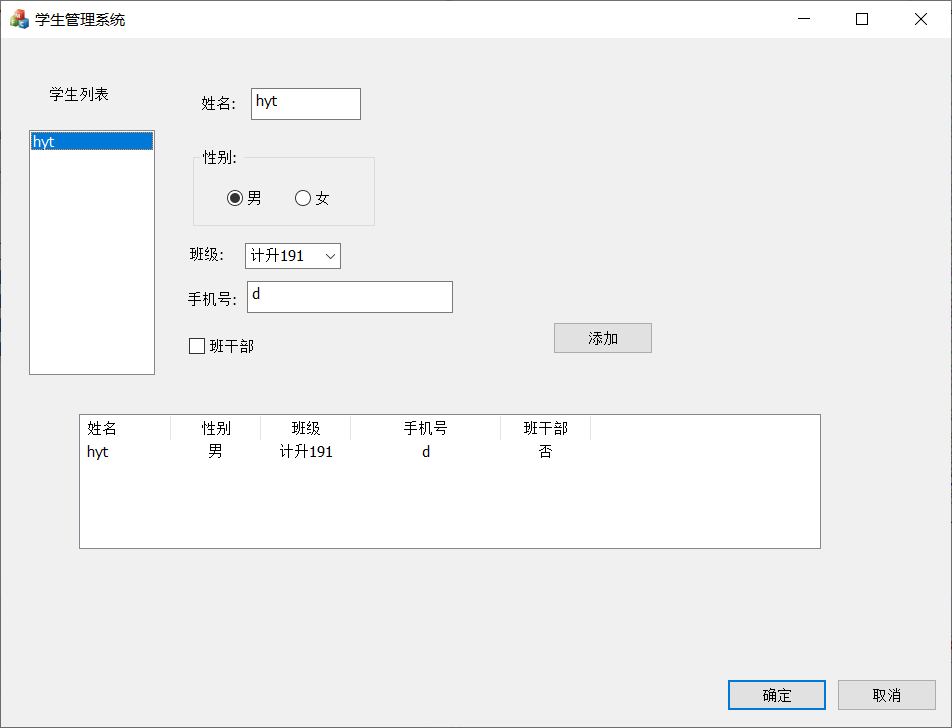 学生管理系统
学生列表
hyt
姓名: hyt
性别:
男 女
班级: 计升191
手机号: d
班干部
添加
姓名 性别 班级 手机号 班干部
hyt 男 计升191 d 否
确定 取消